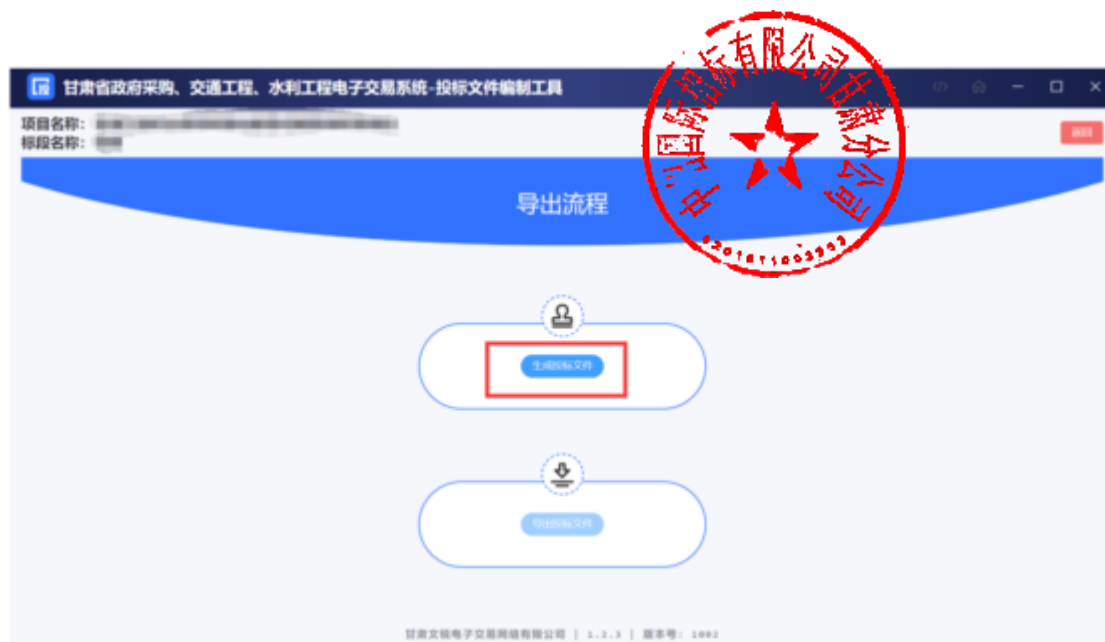 甘肃省政府采购、交通工程、水利工程电子交易系统-投标文件编制工具
项目名称：
标段名称：
返回
导出流程
生成投标文件
导出投标文件
甘肃文锐电子交易网络有限公司 | 1.2.3 | 版本号: 1002
国际招标有限公司甘肃分公司